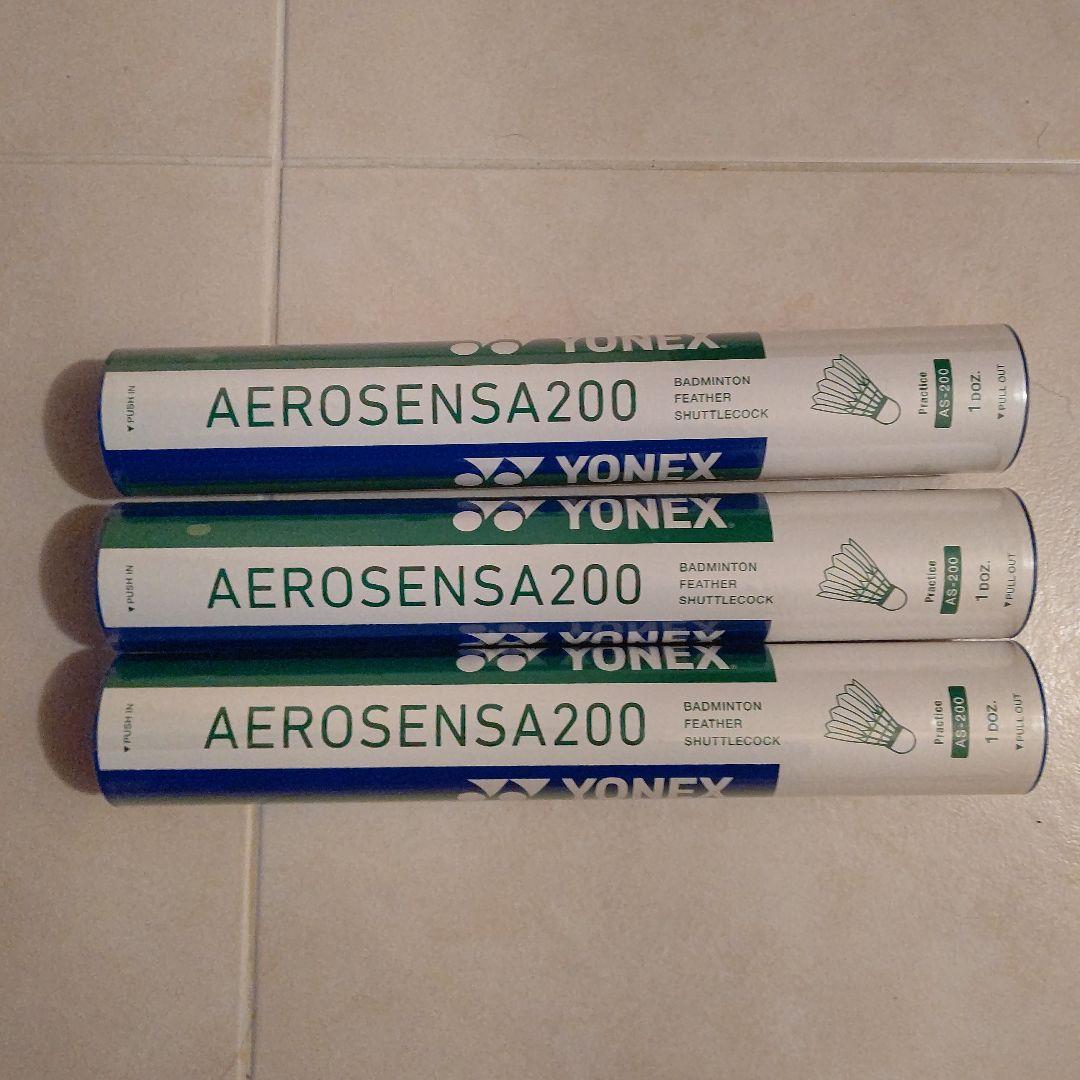 YONEX
▼PUSH IN
AEROSENSA200
BADMINTON
FEATHER
SHUTTLECOCK
Practice
AS-200
1 DOZ.
▼PULL OUT
YONEX
YONEX
▼PUSH IN
AEROSENSA200
BADMINTON
FEATHER
SHUTTLECOCK
Practice
AS-200
1 DOZ.
▼PULL OUT
YONEX
YONEX
▼PUSH IN
AEROSENSA200
BADMINTON
FEATHER
SHUTTLECOCK
Practice
AS-200
1 DOZ.
▼PULL OUT
YONEX